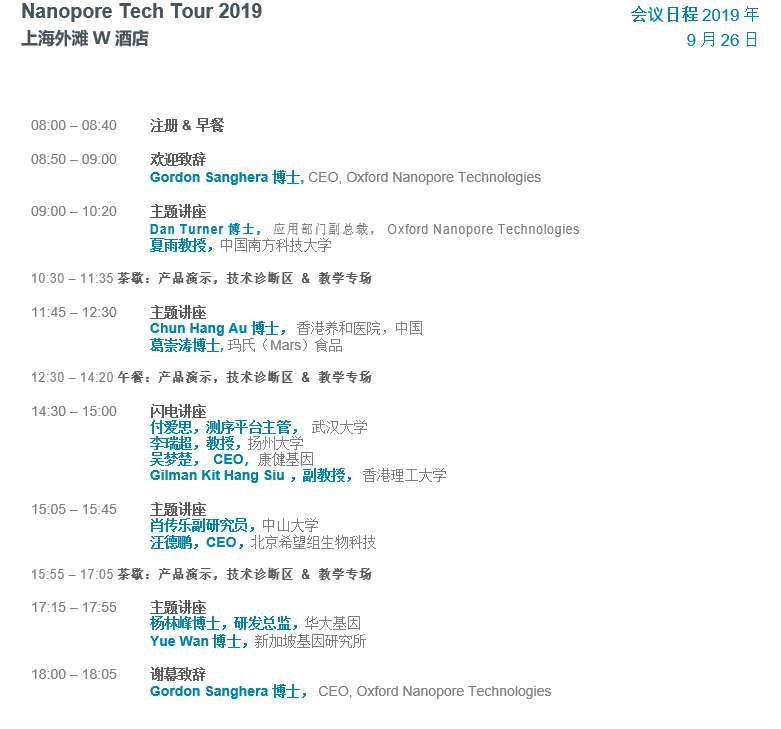 Nanopore Tech Tour 2019
上海外滩 W 酒店
会议日程 2019 年
9 月 26 日
08:00 – 08:40 注册 & 早餐
08:50 – 09:00 欢迎致辞
Gordon Sanghera 博士, CEO, Oxford Nanopore Technologies
09:00 – 10:20 主题讲座
Dan Turner 博士， 应用部门副总裁， Oxford Nanopore Technologies
夏雨教授，中国南方科技大学
10:30 – 11:35 茶歇：产品演示，技术诊断区 & 教学专场
11:45 – 12:30 主题讲座
Chun Hang Au 博士， 香港养和医院，中国
葛崇涛博士, 玛氏（Mars）食品
12:30 – 14:20 午餐：产品演示，技术诊断区 & 教学专场
14:30 – 15:00 闪电讲座
付爱思，测序平台主管， 武汉大学
李瑞超，教授，扬州大学
吴梦楚， CEO，康健基因
Gilman Kit Hang Siu ，副教授， 香港理工大学
15:05 – 15:45 主题讲座
肖传乐副研究员，中山大学
汪德鹏，CEO，北京希望组生物科技
15:55 – 17:05 茶歇：产品演示，技术诊断区 & 教学专场
17:15 – 17:55 主题讲座
杨林峰博士，研发总监，华大基因
Yue Wan 博士，新加坡基因研究所
18:00 – 18:05 谢幕致辞
Gordon Sanghera 博士， CEO, Oxford Nanopore Technologies